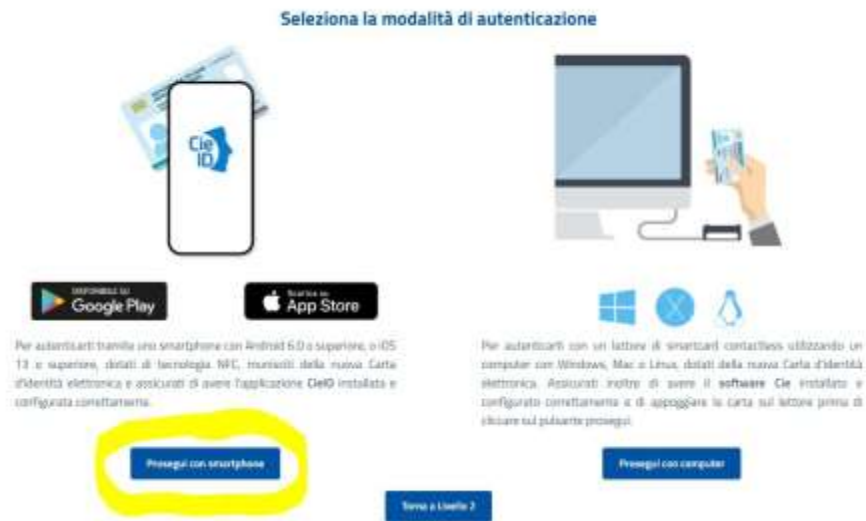 Seleziona la modalità di autenticazione
Cie
ID
DISPONIBILE SU
Google Play
Scarica su
App Store
Per autenticarti tramite uno smartphone con Android 6.0 o superiore, o iOS
13 o superiore, dotati di tecnologia NFC, munisciti della nuova Carta
d'identità elettronica e assicurati di avere l'applicazione CieID installata e
configurata correttamente.
Prosegui con smartphone
Per autenticarti con un lettore di smartcard contactless utilizzando un
computer con Windows, Mac o Linux, dotati della nuova Carta d'identità
elettronica. Assicurati inoltre di avere il software Cie installato e
configurato correttamente e di appoggiare la carta sul lettore prima di
cliccare sul pulsante prosegui.
Prosegui con computer
Torna a Livello 2